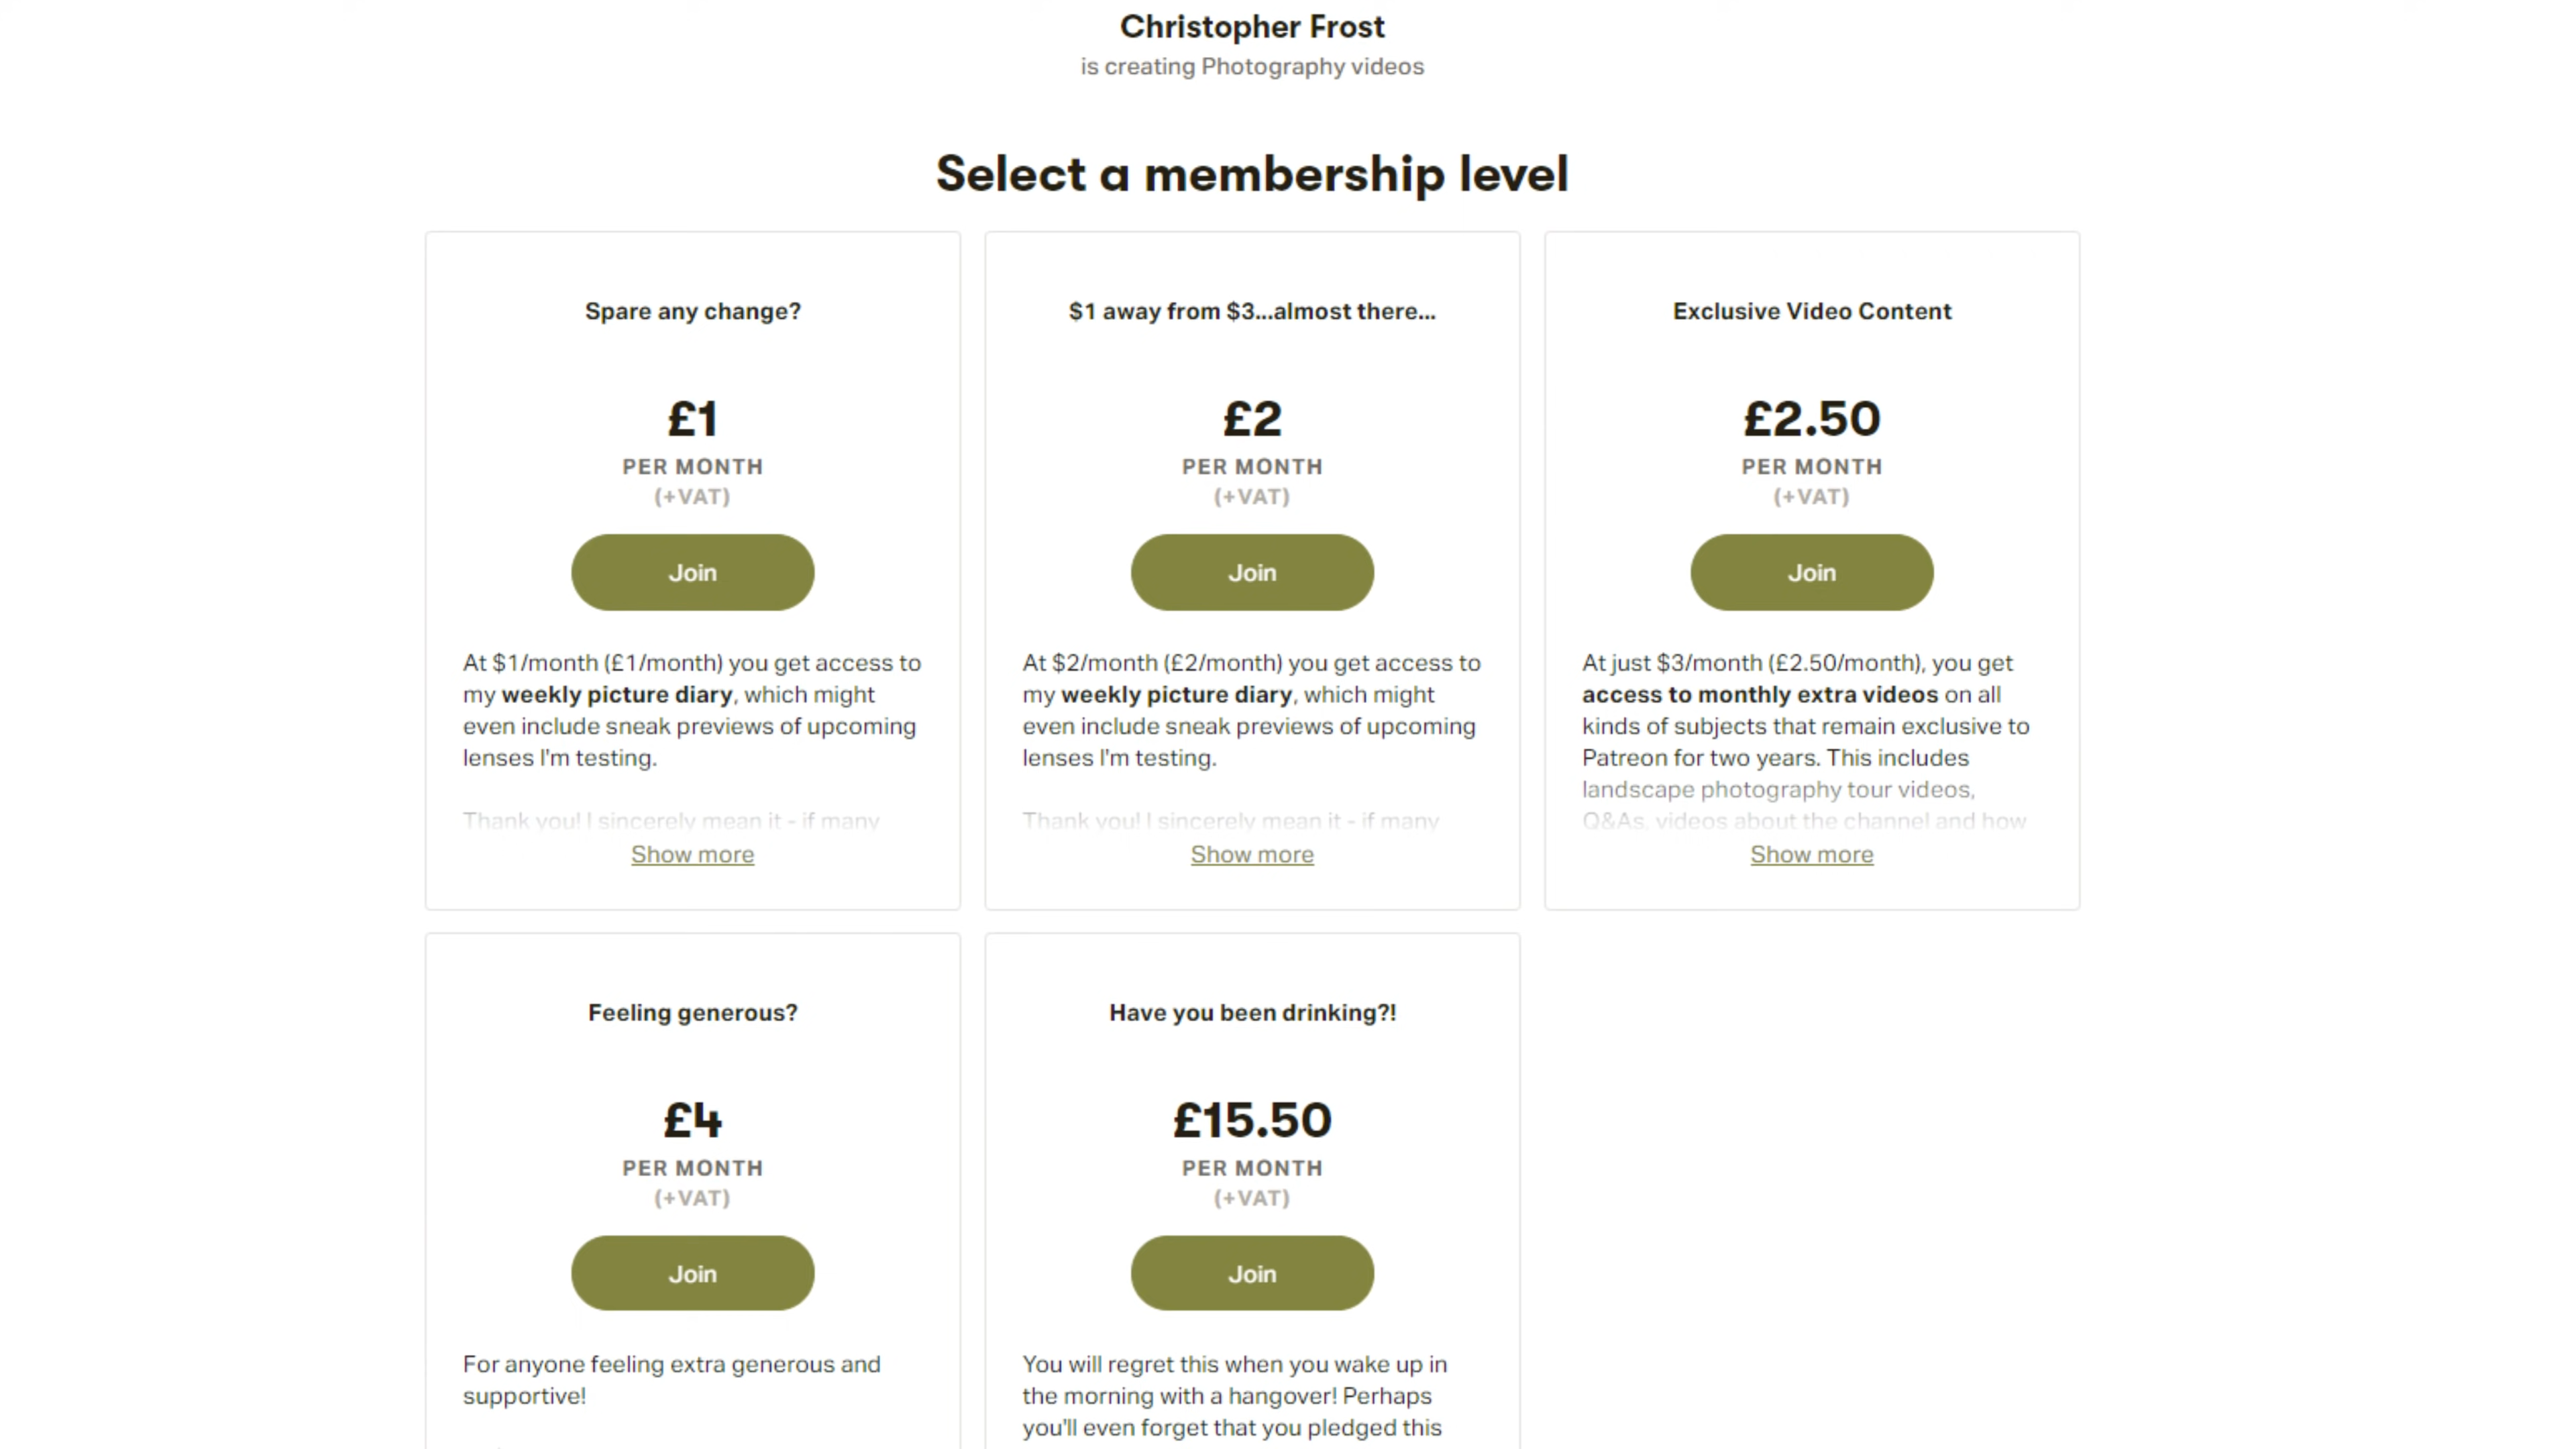 Christopher Frost
is creating Photography videos
Select a membership level
Spare any change?
£1
PER MONTH
(+VAT)
Join
At $1/month (£1/month) you get access to
my weekly picture diary, which might
even include sneak previews of upcoming
lenses I'm testing.
Thank you! I sincerely mean it - if many
Show more
$1 away from $3...almost there...
£2
PER MONTH
(+VAT)
Join
At $2/month (£2/month) you get access to
my weekly picture diary, which might
even include sneak previews of upcoming
lenses I'm testing.
Thank you! I sincerely mean it - if many
Show more
Exclusive Video Content
£2.50
PER MONTH
(+VAT)
Join
At just $3/month (£2.50/month), you get
access to monthly extra videos on all
kinds of subjects that remain exclusive to
Patreon for two years. This includes
landscape photography tour videos,
Q&As, videos about the channel and how
Show more
Feeling generous?
£4
PER MONTH
(+VAT)
Join
For anyone feeling extra generous and
supportive!
Have you been drinking?!
£15.50
PER MONTH
(+VAT)
Join
You will regret this when you wake up in
the morning with a hangover! Perhaps
you'll even forget that you pledged this